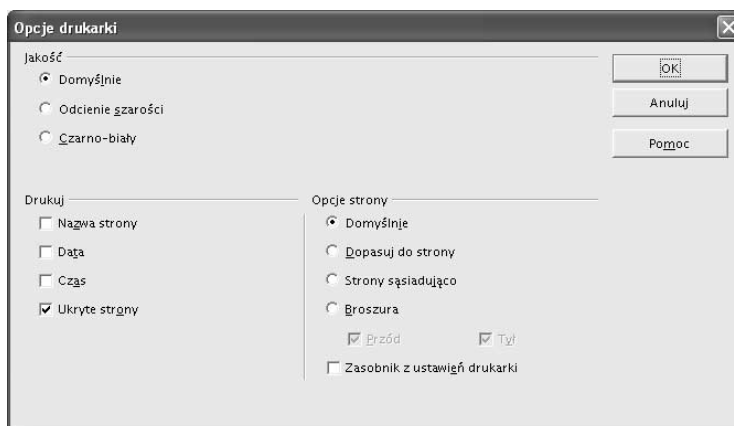 Opcje drukarki
Jakość
Domyślnie
Odcienie szarości
Czarno-biały
OK
Anuluj
Pomoc
Drukuj
Nazwa strony
Data
Czas
Ukryte strony
Opcje strony
Domyślnie
Dopasuj do strony
Strony sąsiadująco
Broszura
Przód Tył
Zasobnik z ustawień drukarki